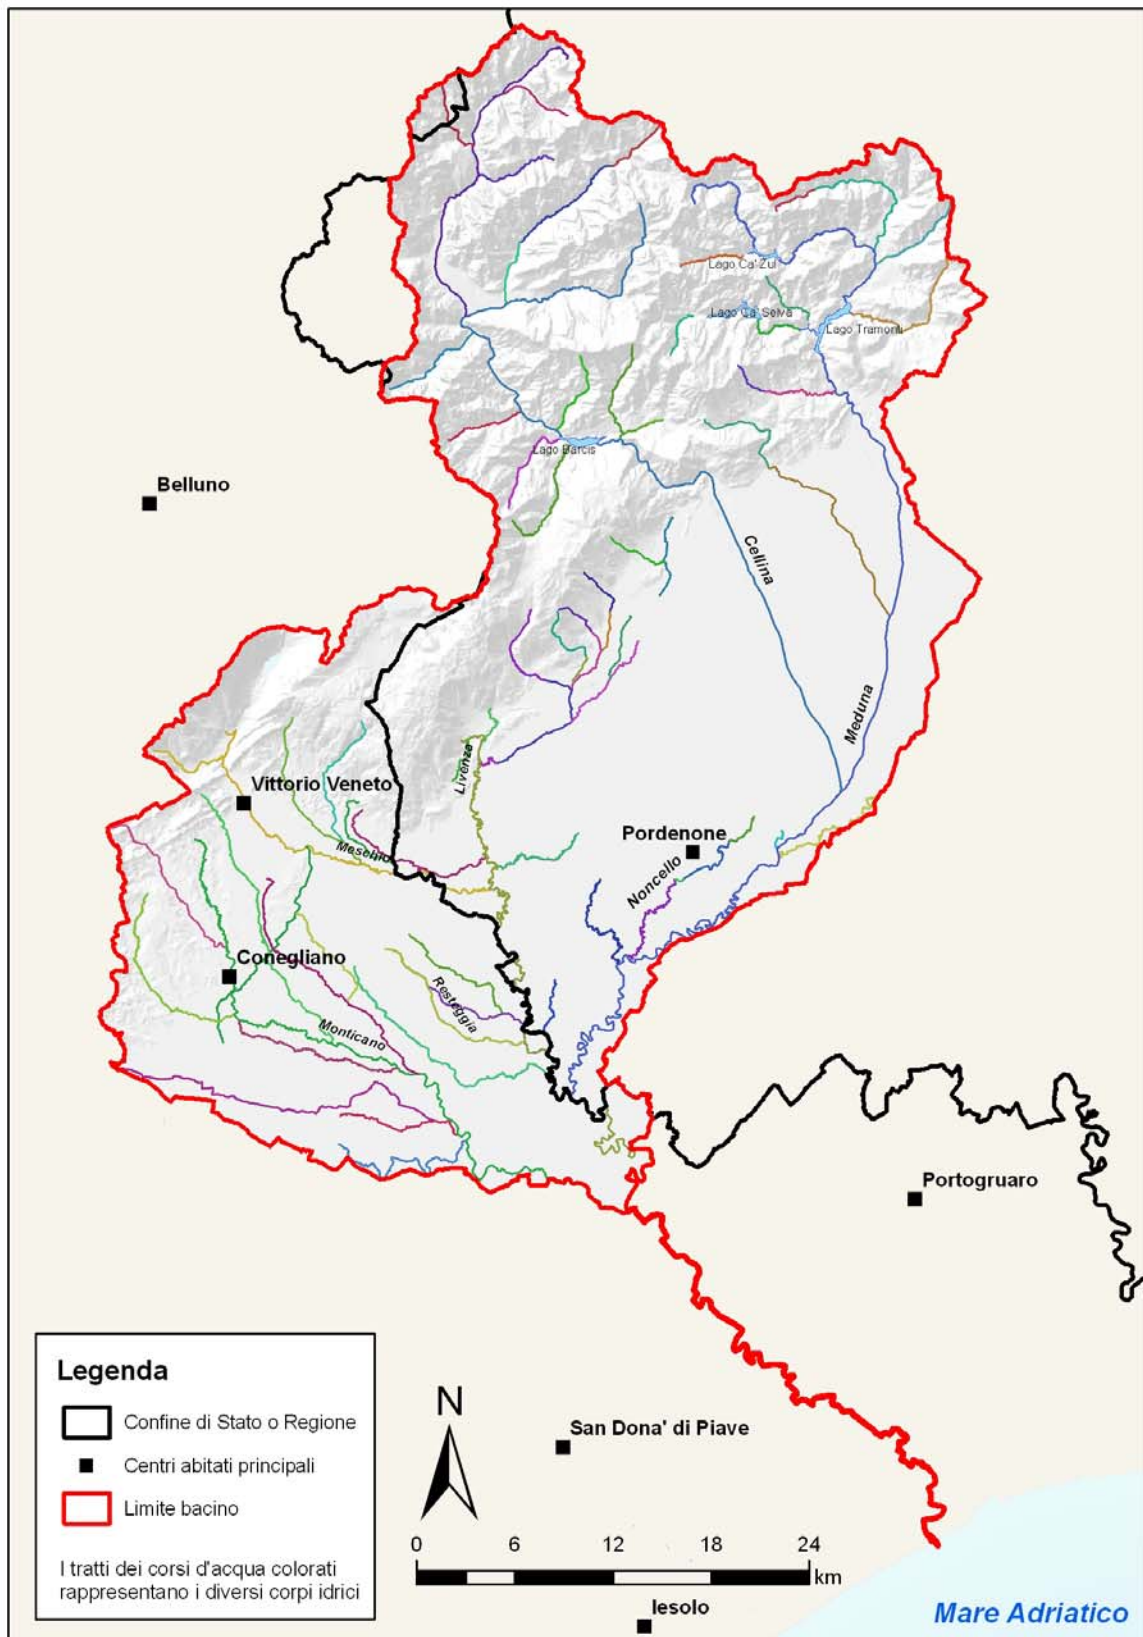 Lago Ca' Zul
Lago Ca' Selva
Lago Tramonti
Lago Barcis
Belluno
Cellina
Meduna
Livenza
Vittorio Veneto
Meschio
Pordenone
Noncello
Conegliano
Resteggia
Monticano
Portogruaro
Legenda
Confine di Stato o Regione
Centri abitati principali
Limite bacino
I tratti dei corsi d'acqua colorati
rappresentano i diversi corpi idrici
N
San Dona' di Piave
0 6 12 18 24
km
Iesolo
Mare Adriatico